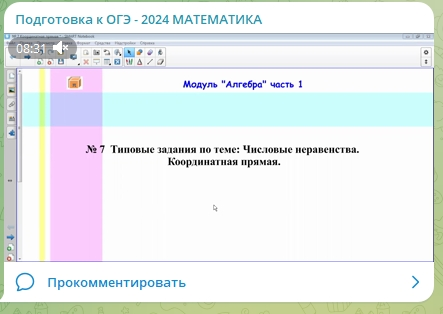 Подготовка к ОГЭ - 2024 МАТЕМАТИКА
08:31
Модуль "Алгебра" часть 1
№ 7 Типовые задания по теме: Числовые неравенства.
Координатная прямая.
Прокомментировать